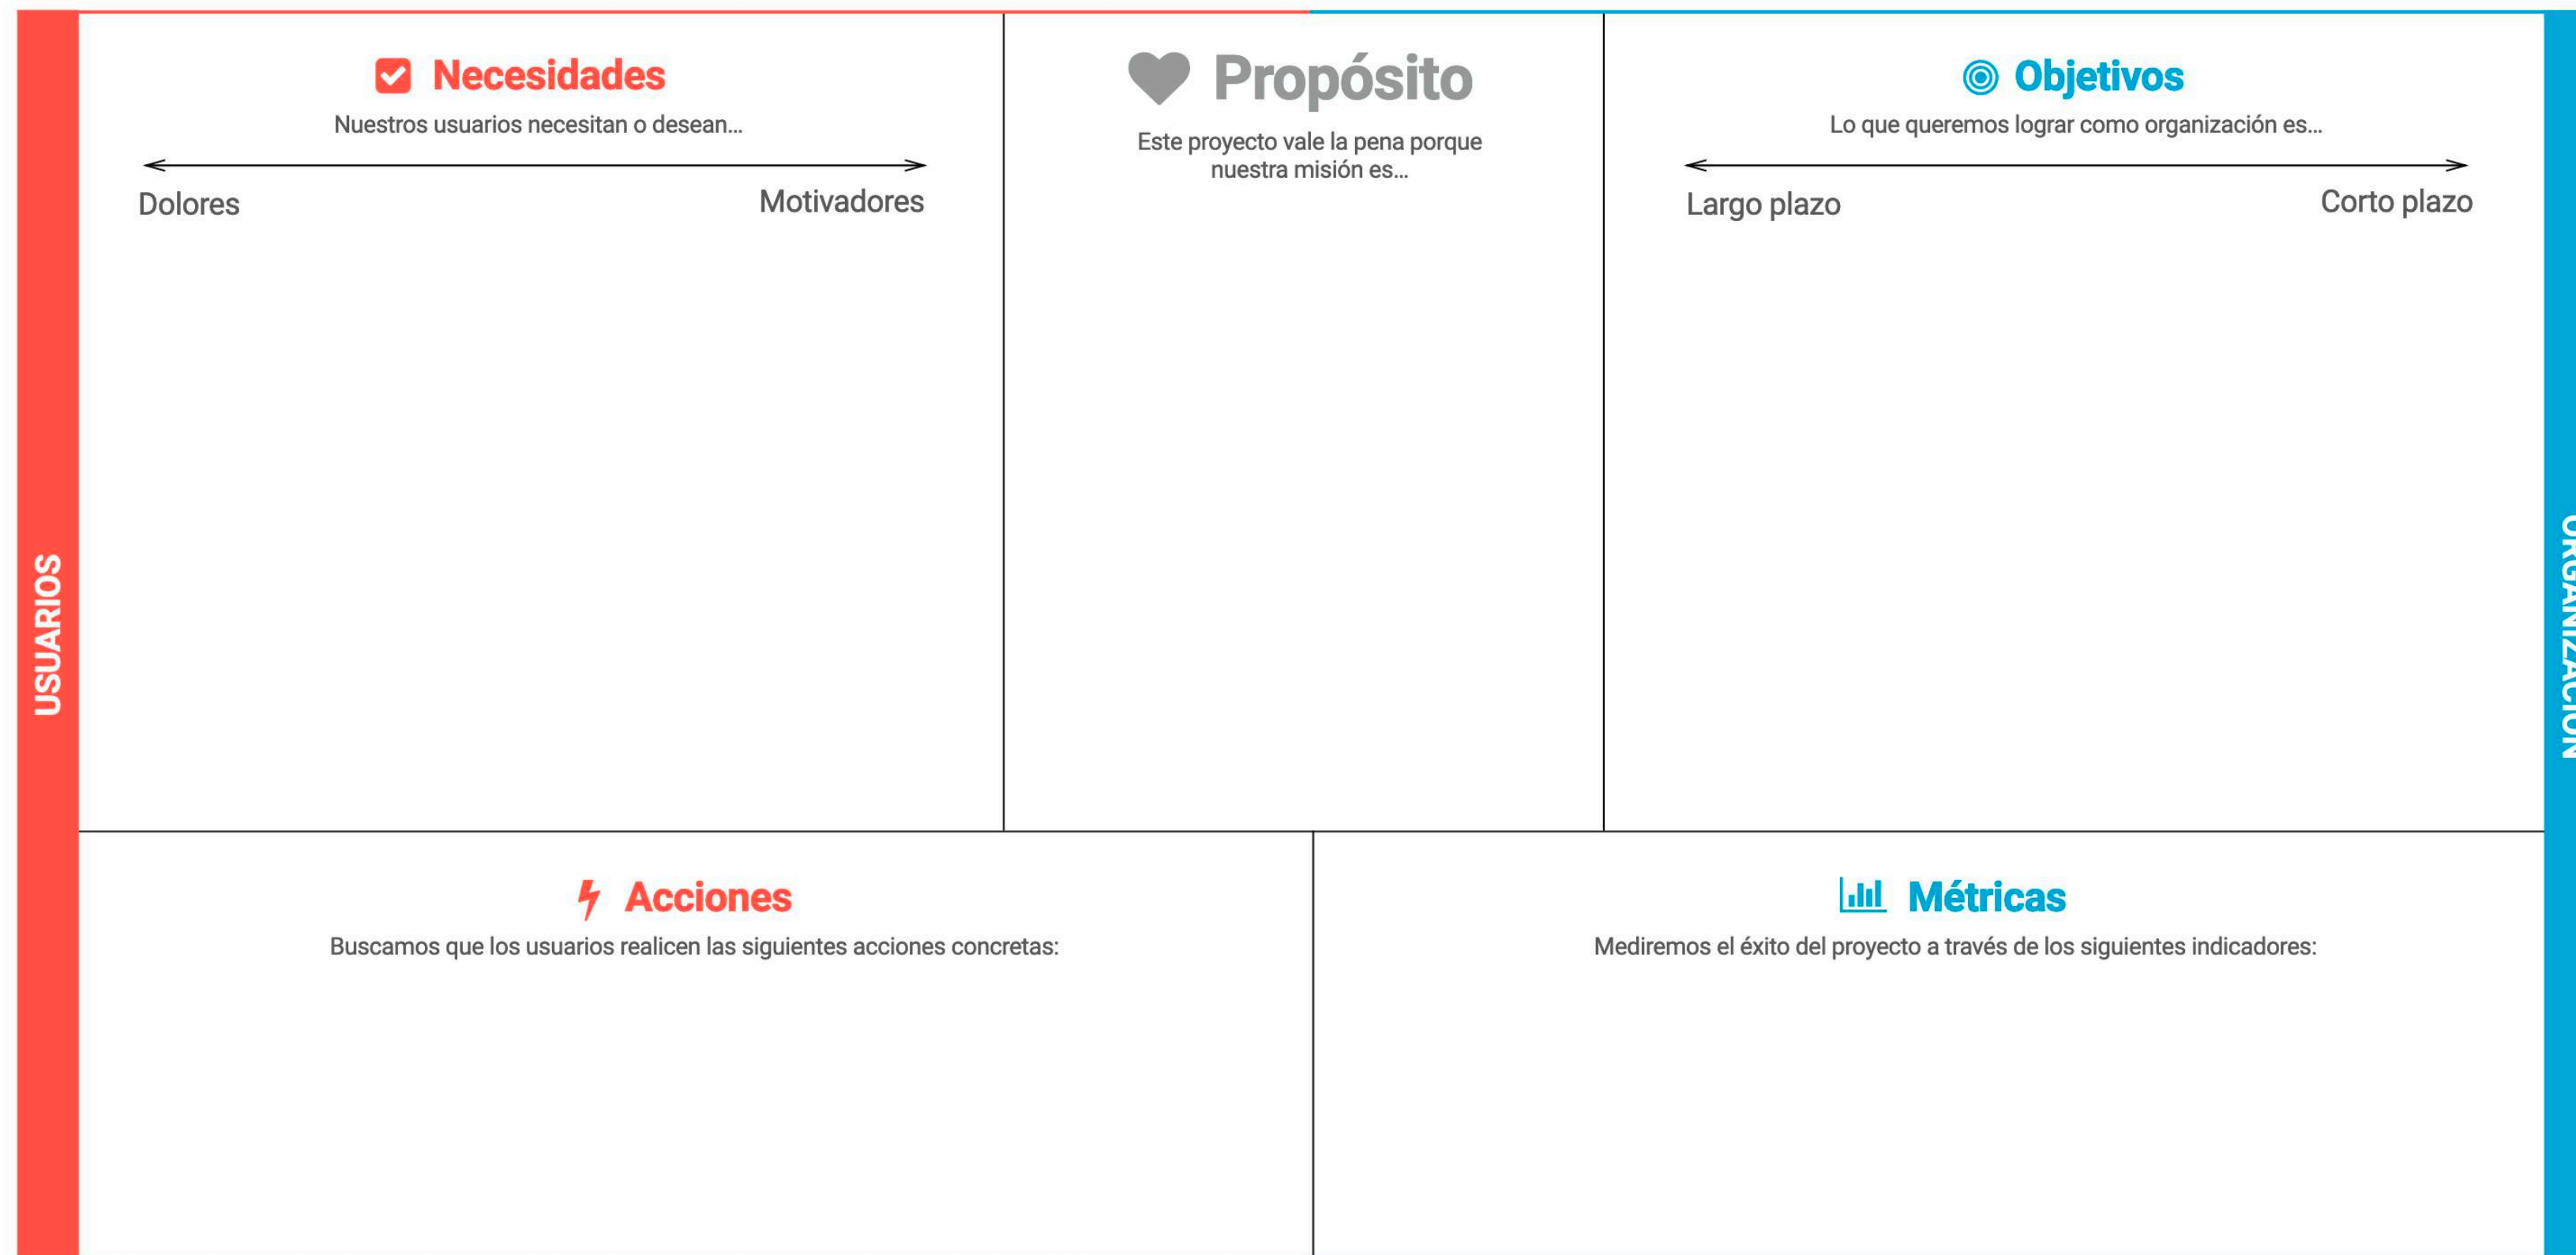 Necesidades
Nuestros usuarios necesitan o desean...
Dolores
Motivadores
Propósito
Este proyecto vale la pena porque
nuestra misión es...
Objetivos
Lo que queremos lograr como organización es...
Largo plazo
Corto plazo
USUARIOS
ORGANIZACIÓN
Acciones
Buscamos que los usuarios realicen las siguientes acciones concretas:
Métricas
Mediremos el éxito del proyecto a través de los siguientes indicadores: